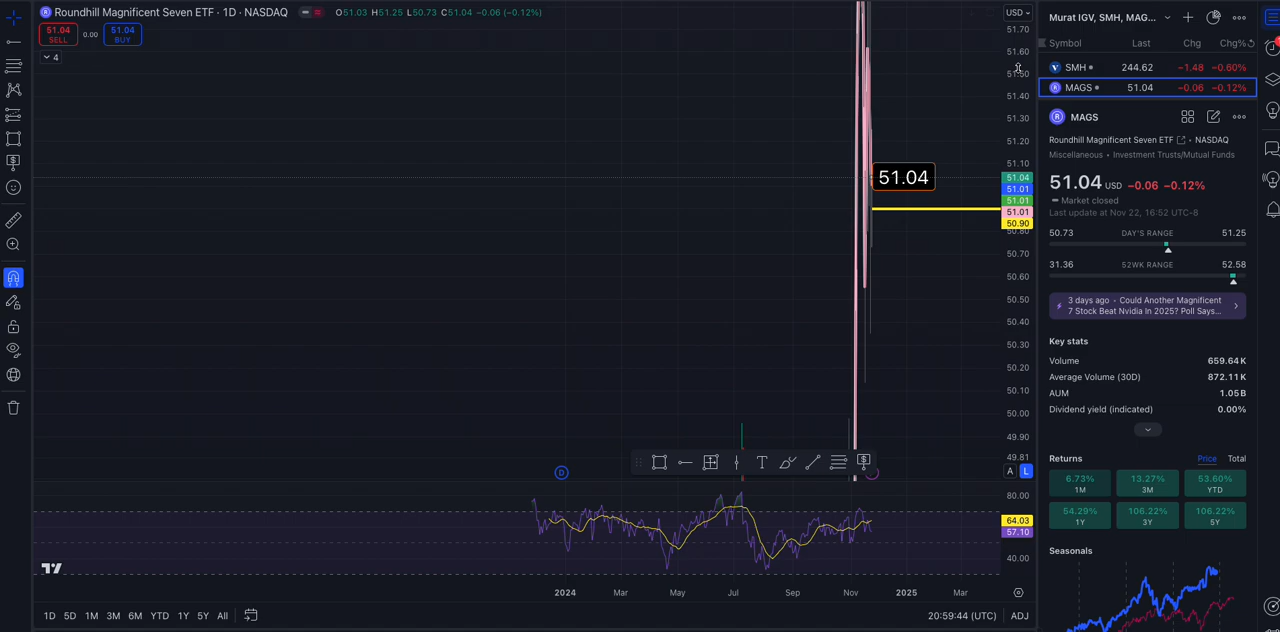 Roundhill Magnificent Seven ETF · 1D · NASDAQ O51.03 H51.25 L50.73 C51.04 −0.06 (−0.12%)
51.04 SELL 0.00 51.04 BUY
4
USD
51.70
51.60
51.50
51.40
51.30
51.20
51.10
51.04
51.04
51.01
51.01
51.01
50.90
50.80
50.70
50.60
50.50
50.40
50.30
50.20
50.10
50.00
49.90
49.81
A L
D
T
80.00
64.03
57.10
40.00
2024 Mar May Jul Sep Nov 2025 Mar
1D 5D 1M 3M 6M YTD 1Y 5Y All 20:59:44 (UTC) ADJ
Murat IGV, SMH, MAG...
Symbol Last Chg Chg%
SMH 244.62 −1.48 −0.60%
MAGS 51.04 −0.06 −0.12%
R MAGS
Roundhill Magnificent Seven ETF • NASDAQ
Miscellaneous • Investment Trusts/Mutual Funds
51.04 USD −0.06 −0.12%
Market closed
Last update at Nov 22, 16:52 UTC-8
50.73 DAY'S RANGE 51.25
31.36 52WK RANGE 52.58
3 days ago • Could Another Magnificent
7 Stock Beat Nvidia In 2025? Poll Says...
Key stats
Volume 659.64K
Average Volume (30D) 872.11K
AUM 1.05B
Dividend yield (indicated) 0.00%
Returns Price Total
6.73% 13.27% 53.60%
1M 3M YTD
54.29% 106.22% 106.22%
1Y 3Y 5Y
Seasonals